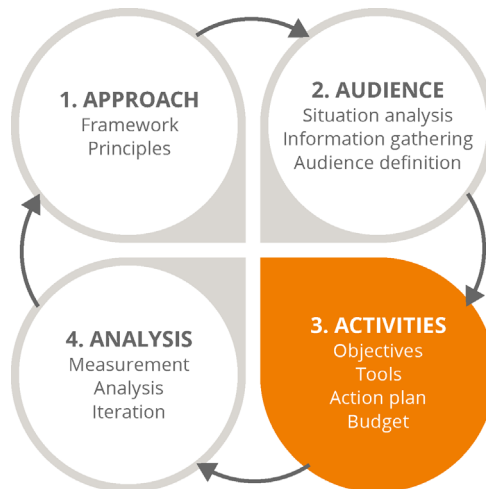 1. APPROACH
Framework
Principles
2. AUDIENCE
Situation analysis
Information gathering
Audience definition
3. ACTIVITIES
Objectives
Tools
Action plan
Budget
4. ANALYSIS
Measurement
Analysis
Iteration